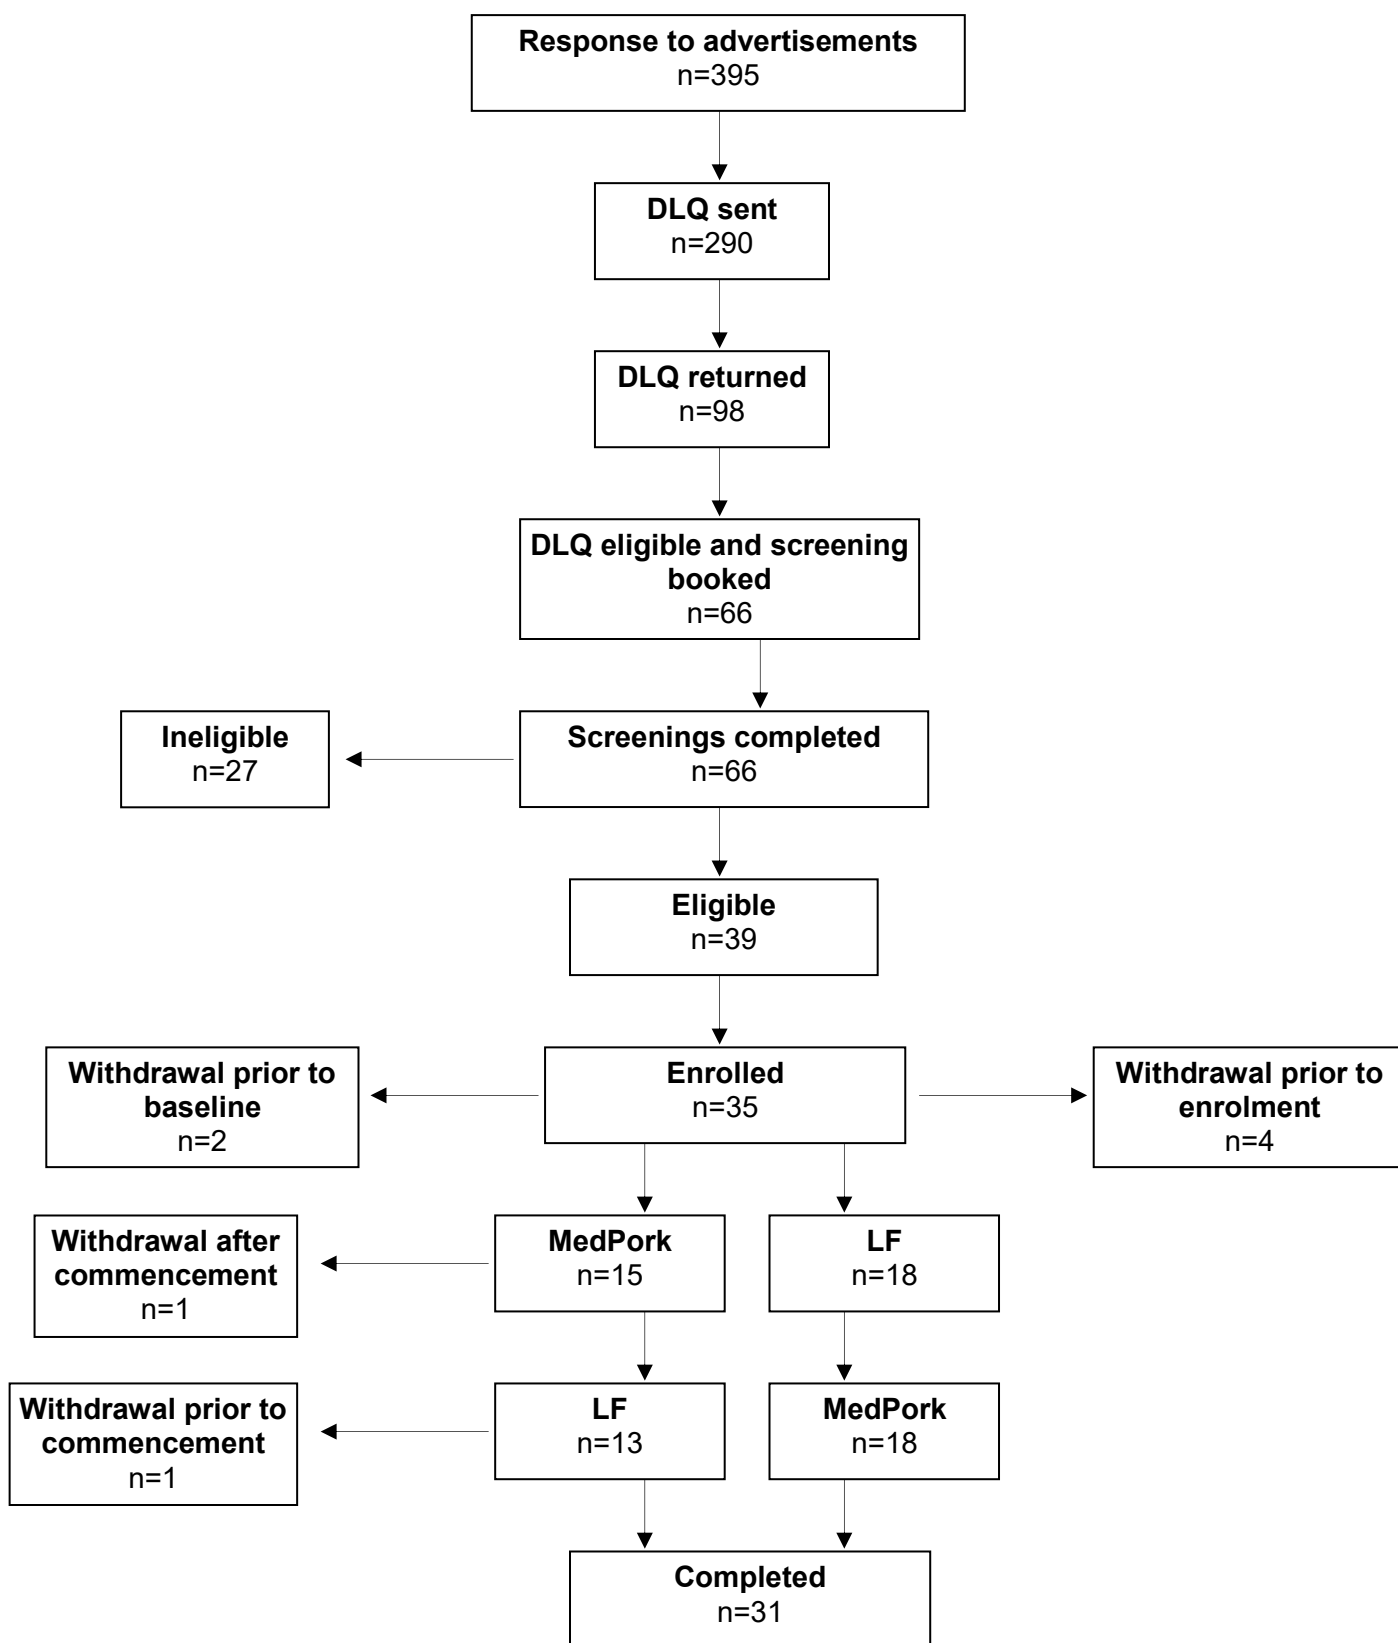 Response to advertisements
n=395
DLQ sent
n=290
DLQ returned
n=98
DLQ eligible and screening
booked
n=66
Ineligible
n=27
Screenings completed
n=66
Eligible
n=39
Withdrawal prior to
baseline
n=2
Enrolled
n=35
Withdrawal prior to
enrolment
n=4
Withdrawal after
commencement
n=1
MedPork
n=15
LF
n=18
Withdrawal prior to
commencement
n=1
LF
n=13
MedPork
n=18
Completed
n=31